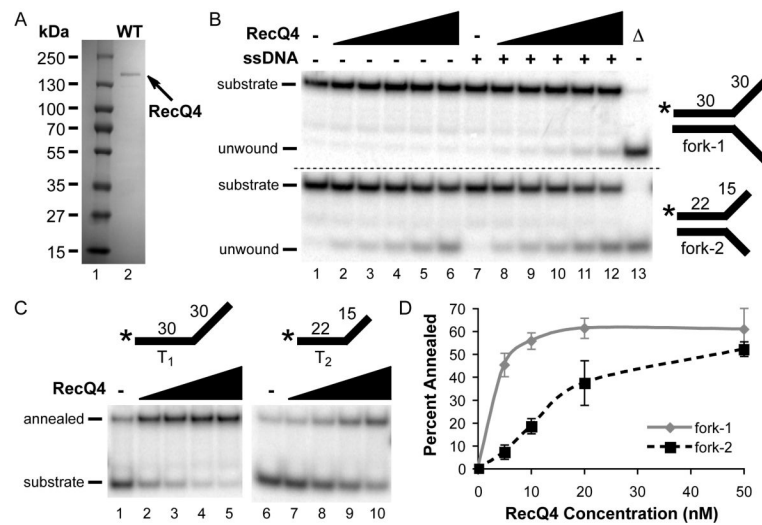 A
kDa
WT
250
130
100
70
55
35
27
15
RecQ4
1 2
B
RecQ4 - Δ
ssDNA - - - - - - + + + + + + -
substrate
unwound
substrate
unwound
1 2 3 4 5 6 7 8 9 10 11 12 13
30
* 30
fork-1
15
* 22
fork-2
C
30
* 30
T1
15
* 22
T2
RecQ4 - -
annealed
substrate
1 2 3 4 5 6 7 8 9 10
D
Percent Annealed
80
70
60
50
40
30
20
10
0
0 10 20 30 40 50
RecQ4 Concentration (nM)
fork-1
fork-2